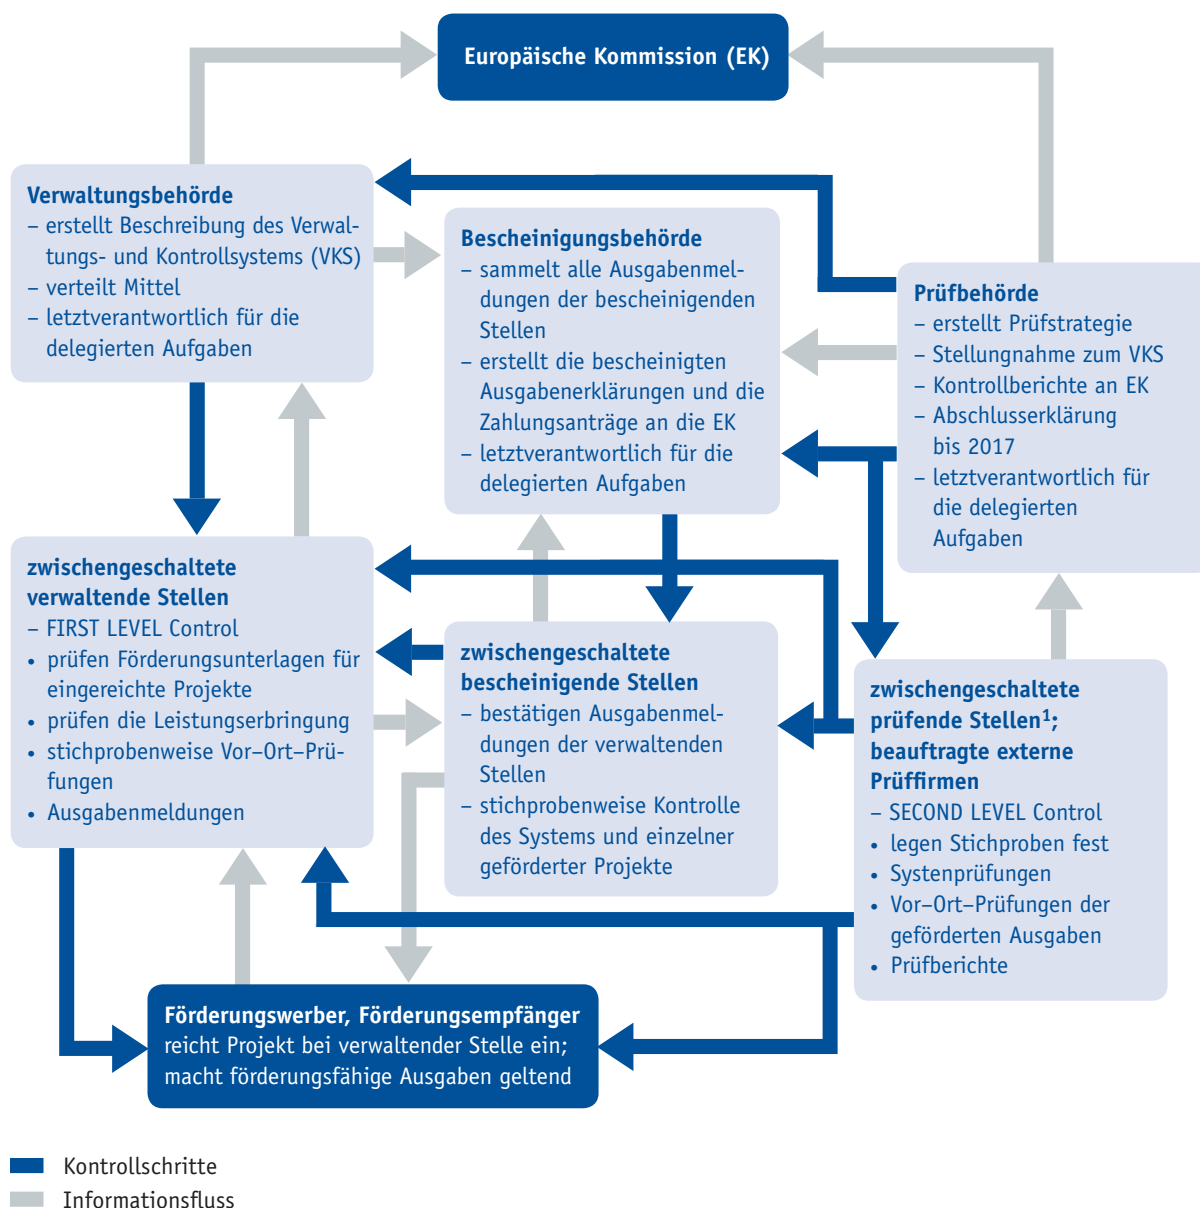 Europäische Kommission (EK)
Verwaltungsbehörde
– erstellt Beschreibung des Verwal-
tungs- und Kontrollsystems (VKS)
– verteilt Mittel
– letztverantwortlich für die
delegierten Aufgaben
Bescheinigungsbehörde
– sammelt alle Ausgabenmel-
dungen der bescheinigenden
Stellen
– erstellt die bescheinigten
Ausgabenerklärungen und die
Zahlungsanträge an die EK
– letztverantwortlich für die
delegierten Aufgaben
Prüfbehörde
– erstellt Prüfstrategie
– Stellungnahme zum VKS
– Kontrollberichte an EK
– Abschlusserklärung
bis 2017
– letztverantwortlich für
die delegierten
Aufgaben
zwischengeschaltete
verwaltende Stellen
– FIRST LEVEL Control
• prüfen Förderungsunterlagen für
eingereichte Projekte
• prüfen die Leistungserbringung
• stichprobenweise Vor–Ort–Prü-
fungen
• Ausgabenmeldungen
zwischengeschaltete
bescheinigende Stellen
– bestätigen Ausgabenmel-
dungen der verwaltenden
Stellen
– stichprobenweise Kontrolle
des Systems und einzelner
geförderter Projekte
zwischengeschaltete
prüfende Stellen¹;
beauftragte externe
Prüffirmen
– SECOND LEVEL Control
• legen Stichproben fest
• Systenprüfungen
• Vor–Ort–Prüfungen der
geförderten Ausgaben
• Prüfberichte
Förderungswerber, Förderungsempfänger
reicht Projekt bei verwaltender Stelle ein;
macht förderungsfähige Ausgaben geltend
Kontrollschritte
Informationsfluss